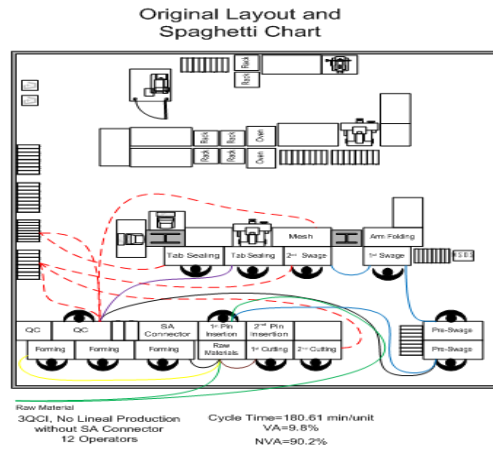 Original Layout and
Spaghetti Chart
Rack
Rack
Rack
Rack
Oven
Rack
Rack
Oven
Mesh
Arm Folding
Tab Sealing
Tab Sealing
2nd Swage
1st Swage
QC
QC
SA
Connector
1st Pin
Insertion
2nd Pin
Insertion
Pre-Swage
Forming
Forming
Forming
Raw
Materials
1st Cutting
2nd Cutting
Pre-Swage
Raw Material
3QCI, No Lineal Production
without SA Connector
12 Operators
Cycle Time=180.61 min/unit
VA=9.8%
NVA=90.2%